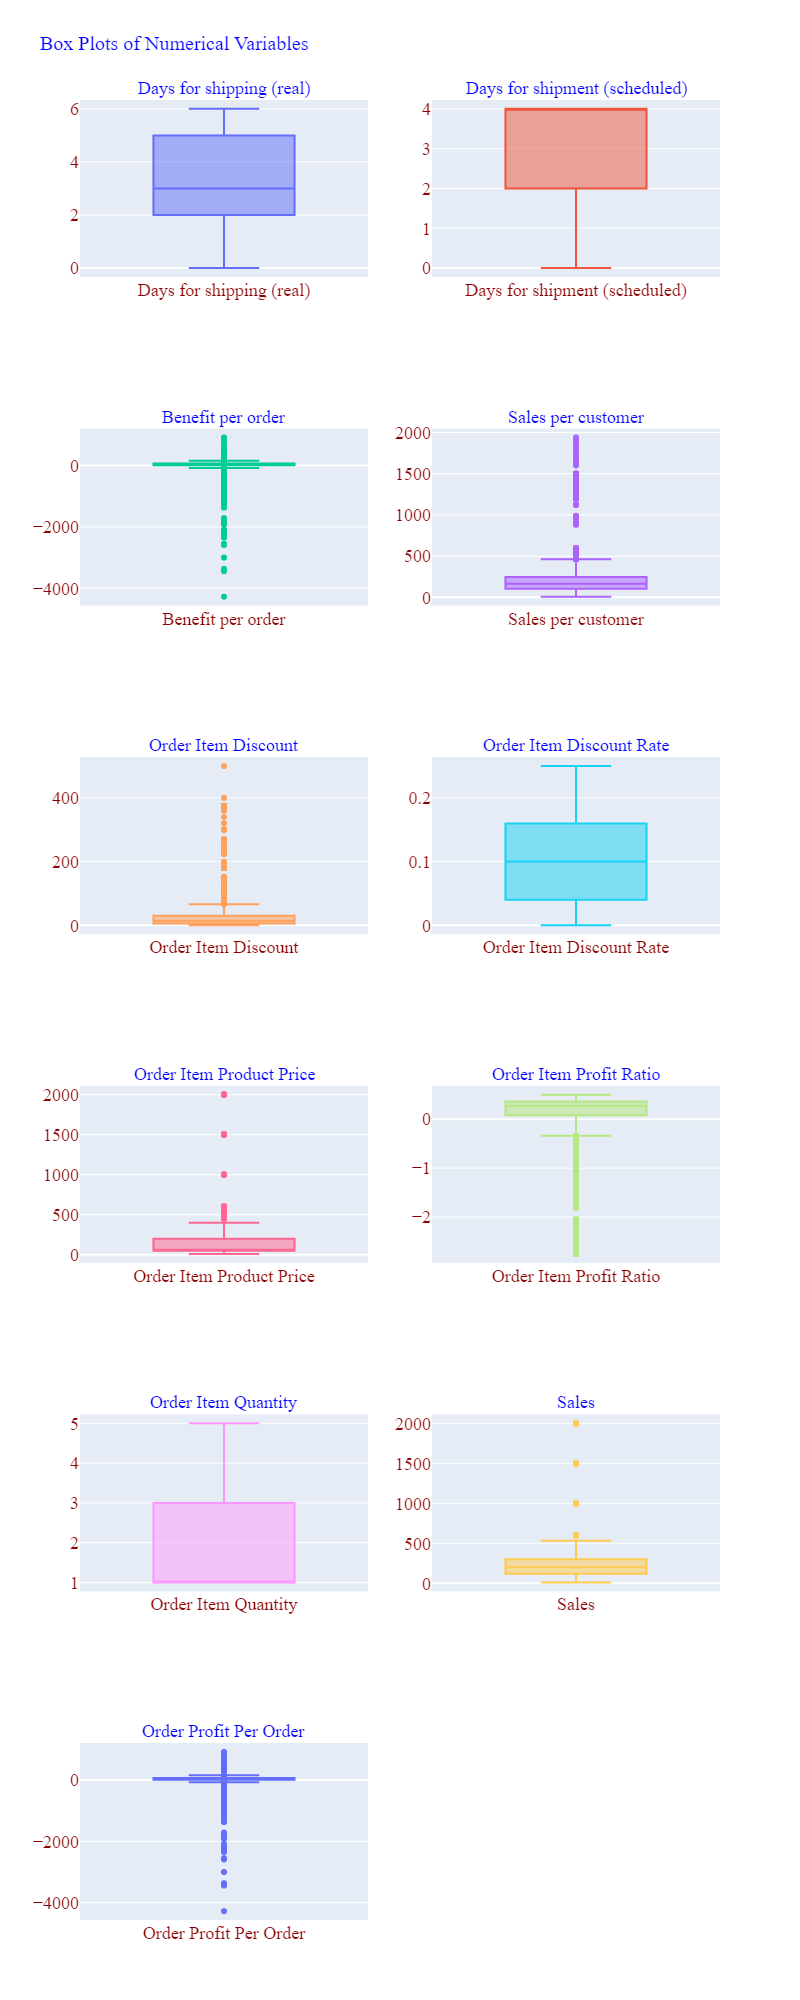 Box Plots of Numerical Variables
Days for shipping (real)
Days for shipment (scheduled)
6
4
2
0
4
3
2
1
0
Days for shipping (real)
Days for shipment (scheduled)
Benefit per order
Sales per customer
0
−2000
−4000
2000
1500
1000
500
0
Benefit per order
Sales per customer
Order Item Discount
Order Item Discount Rate
400
200
0
0.2
0.1
0
Order Item Discount
Order Item Discount Rate
Order Item Product Price
Order Item Profit Ratio
2000
1500
1000
500
0
0
−1
−2
Order Item Product Price
Order Item Profit Ratio
Order Item Quantity
Sales
5
4
3
2
1
2000
1500
1000
500
0
Order Item Quantity
Sales
Order Profit Per Order
0
−2000
−4000
Order Profit Per Order